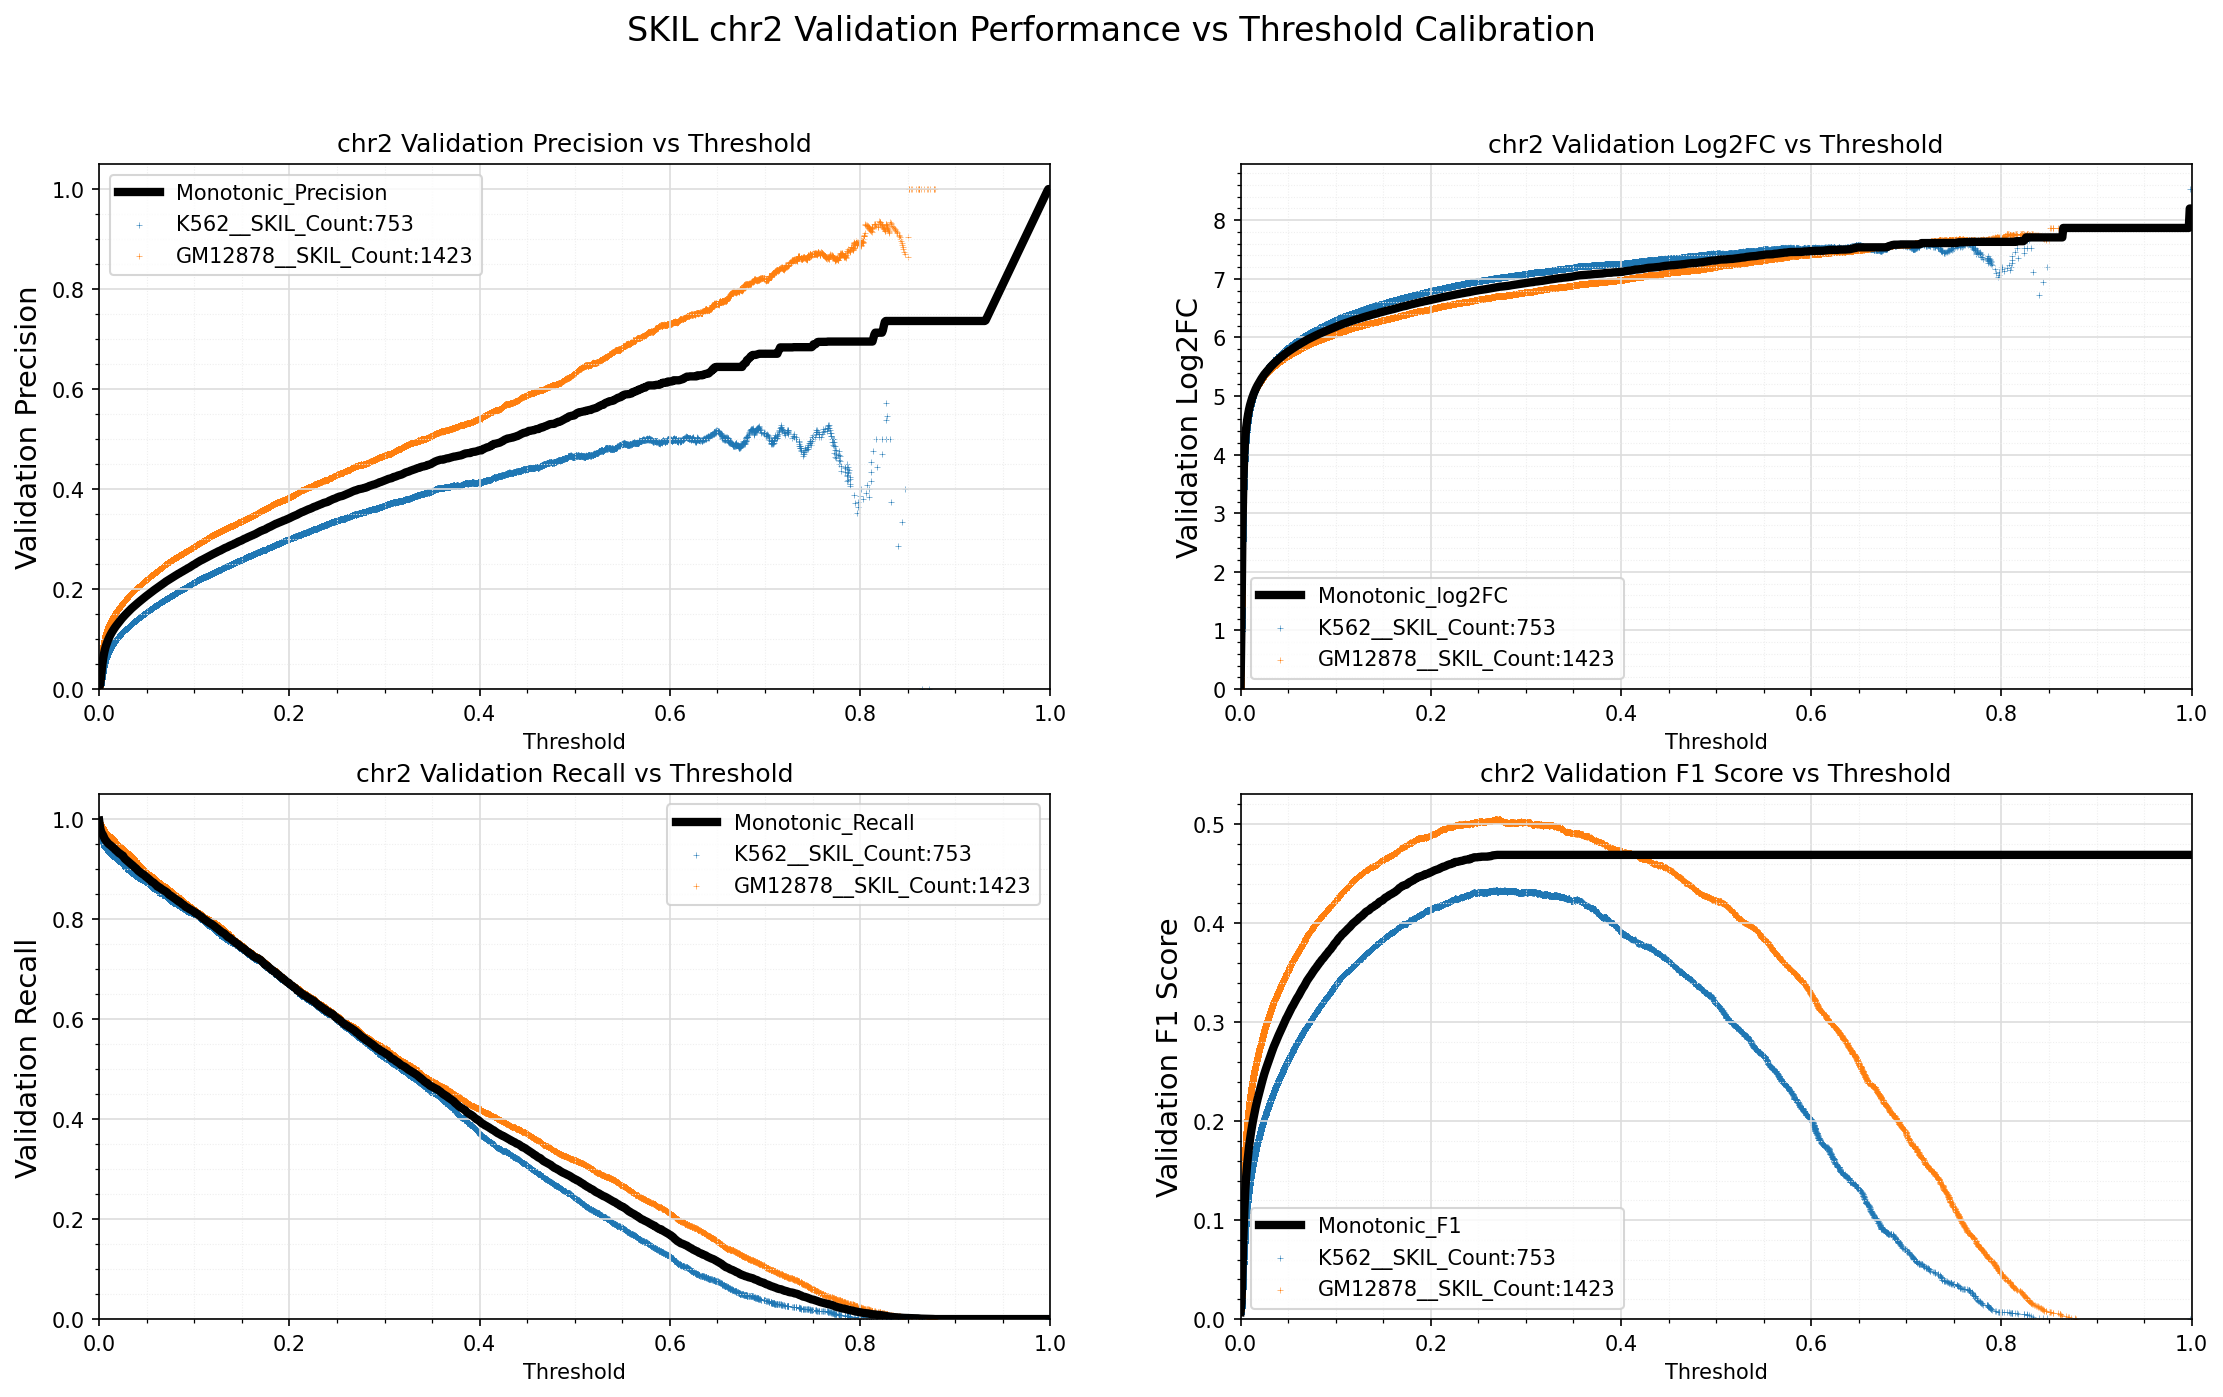 SKIL chr2 Validation Performance vs Threshold Calibration
chr2 Validation Precision vs Threshold
Validation Precision
1.0
0.8
0.6
0.4
0.2
0.0
Monotonic_Precision
K562__SKIL_Count:753
GM12878__SKIL_Count:1423
0.0 0.2 0.4 0.6 0.8 1.0
Threshold
chr2 Validation Log2FC vs Threshold
Validation Log2FC
8
7
6
5
4
3
2
1
0
Monotonic_log2FC
K562__SKIL_Count:753
GM12878__SKIL_Count:1423
0.0 0.2 0.4 0.6 0.8 1.0
Threshold
chr2 Validation Recall vs Threshold
Validation Recall
1.0
0.8
0.6
0.4
0.2
0.0
Monotonic_Recall
K562__SKIL_Count:753
GM12878__SKIL_Count:1423
0.0 0.2 0.4 0.6 0.8 1.0
Threshold
chr2 Validation F1 Score vs Threshold
Validation F1 Score
0.5
0.4
0.3
0.2
0.1
0.0
Monotonic_F1
K562__SKIL_Count:753
GM12878__SKIL_Count:1423
0.0 0.2 0.4 0.6 0.8 1.0
Threshold